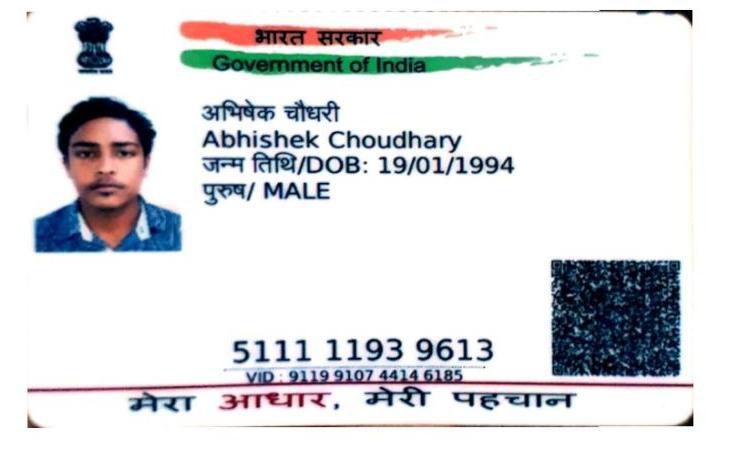 भारत सरकार
Government of India
अभिषेक चौधरी
Abhishek Choudhary
जन्म तिथि/DOB: 19/01/1994
पुरुष/ MALE
5111 1193 9613
VID : 9119 9107 4414 6185
मेरा आधार, मेरी पहचान